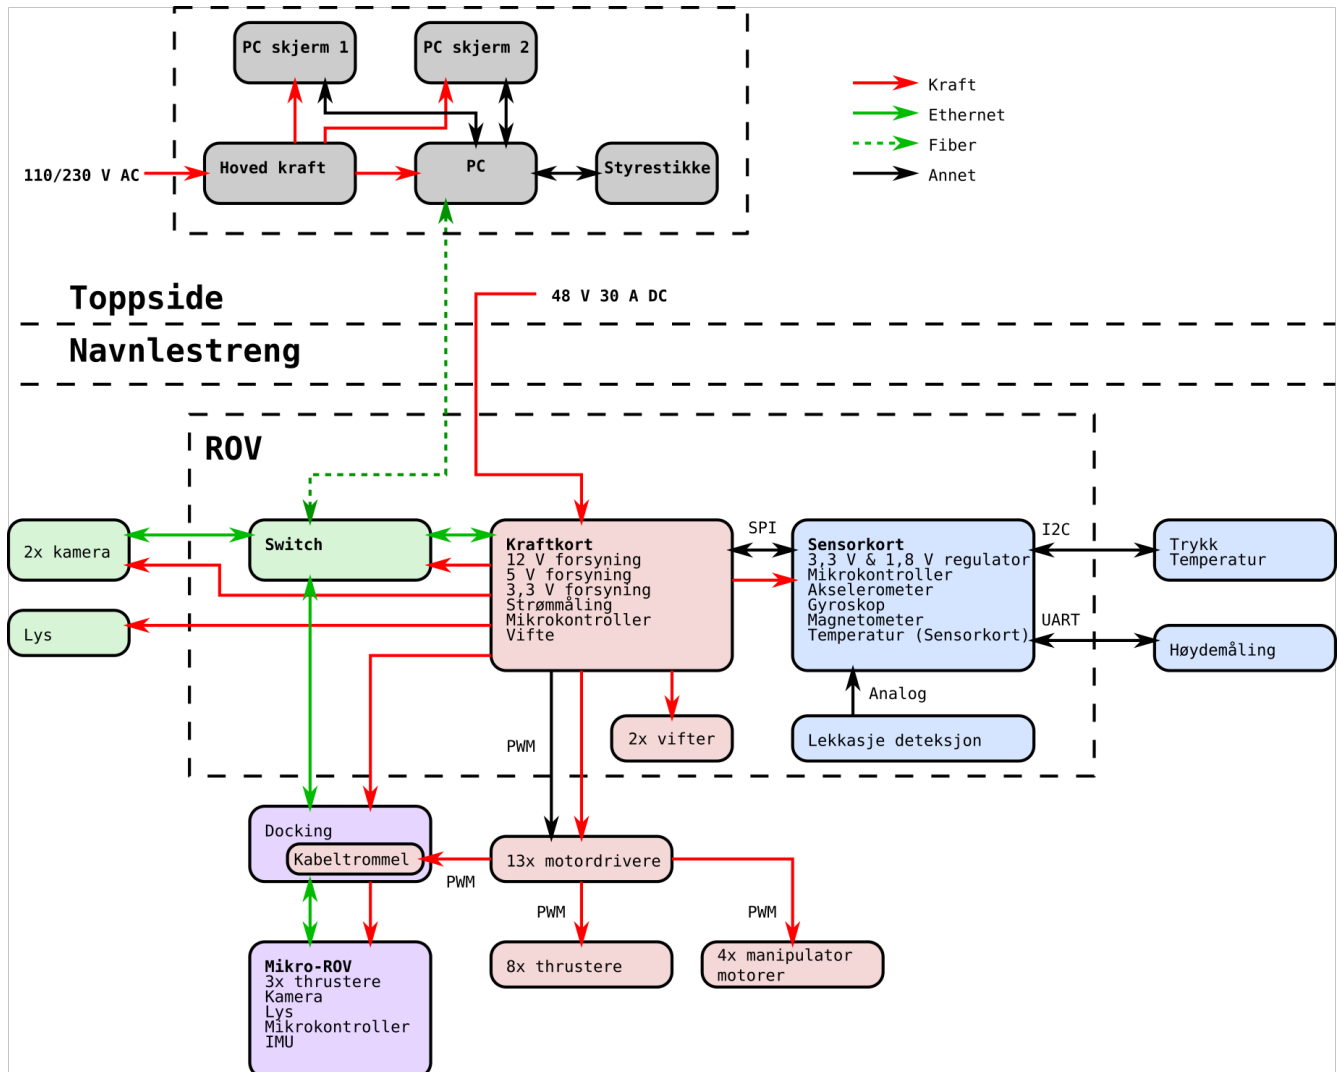 PC skjerm 1
PC skjerm 2
Kraft
Ethernet
Fiber
Annet
110/230 V AC
Hoved kraft
PC
Styrestikke
Toppside
48 V 30 A DC
Navnlestreng
ROV
2x kamera
Lys
Switch
Kraftkort
12 V forsyning
5 V forsyning
3,3 V forsyning
Strømmåling
Mikrokontroller
Vifte
SPI
Sensorkort
3,3 V & 1,8 V regulator
Mikrokontroller
Akselerometer
Gyroskop
Magnetometer
Temperatur (Sensorkort)
I2C
UART
Trykk
Temperatur
Høydemåling
Analog
Lekkasje deteksjon
2x vifter
PWM
Docking
Kabeltrommel
PWM
13x motordrivere
PWM
PWM
Mikro-ROV
3x thrustere
Kamera
Lys
Mikrokontroller
IMU
8x thrustere
4x manipulator
motorer